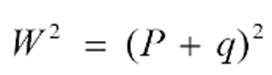 W² = (P + q)²